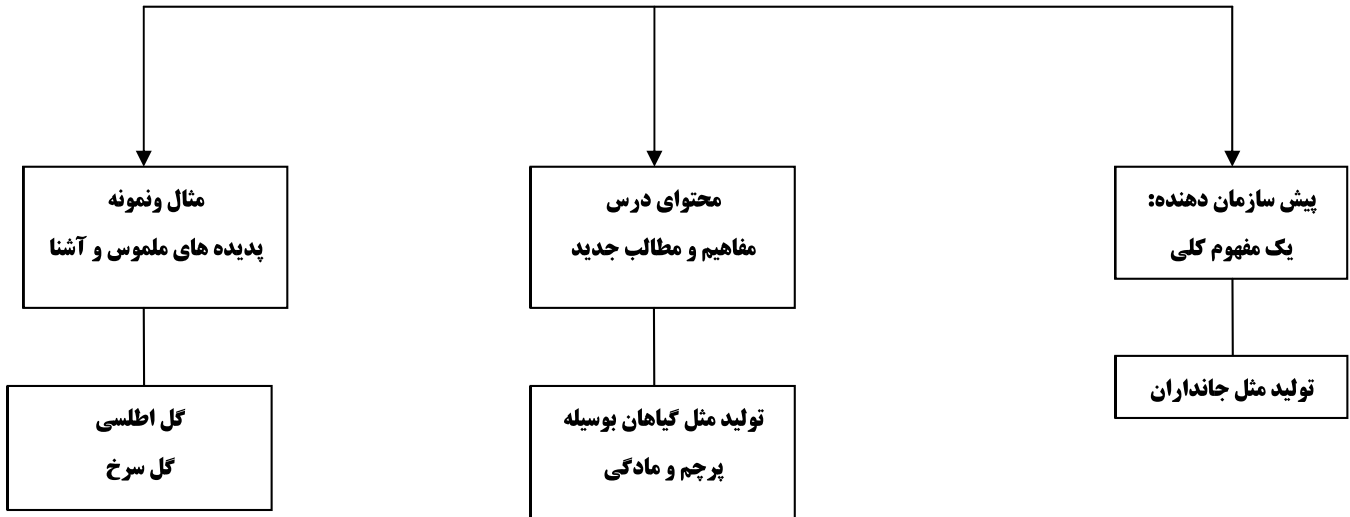 پیش سازمان دهنده:
یک مفهوم کلی
تولید مثل جانداران
محتوای درس
مفاهیم و مطالب جدید
تولید مثل گیاهان بوسیله
پرچم و مادگی
مثال ونمونه
پدیده های ملموس و آشنا
گل اطلسی
گل سرخ